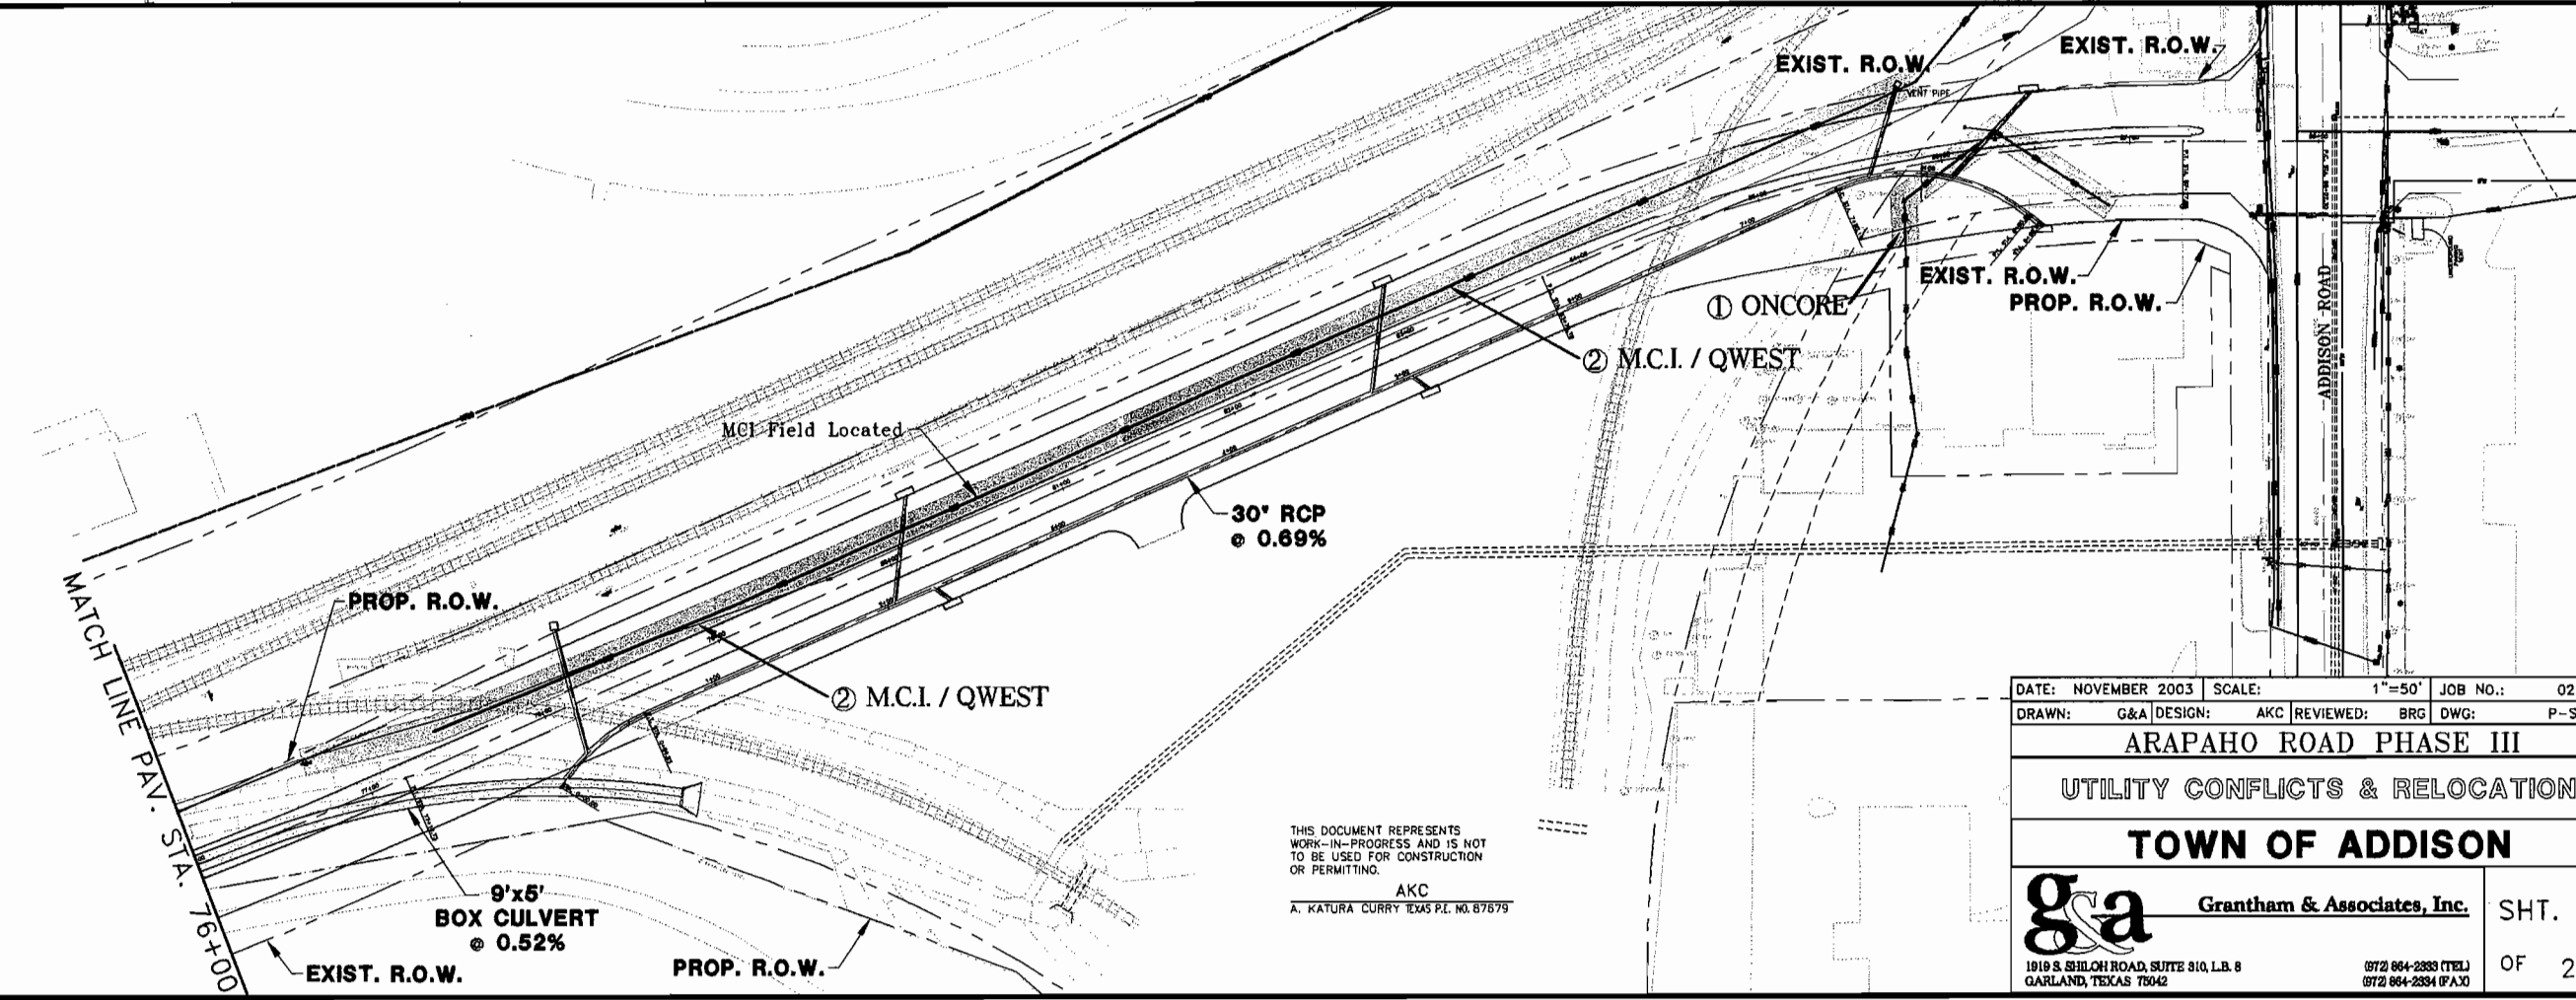 EXIST. R.O.W.
EXIST. R.O.W.
VENT PIPE
EXIST. R.O.W.
PROP. R.O.W.
① ONCORE
② M.C.I. / QWEST
ADDISON ROAD
MCI Field Located
30" RCP
@ 0.69%
PROP. R.O.W.
② M.C.I. / QWEST
MATCH LINE PAV. STA. 76+00
9'x5'
BOX CULVERT
@ 0.52%
EXIST. R.O.W.
PROP. R.O.W.
THIS DOCUMENT REPRESENTS
WORK-IN-PROGRESS AND IS NOT
TO BE USED FOR CONSTRUCTION
OR PERMITTING.
AKC
A. KATURA CURRY TEXAS P.E. NO. 87679
DATE: NOVEMBER 2003 SCALE: 1"=50' JOB NO.: 02
DRAWN: G&A DESIGN: AKC REVIEWED: BRG DWG: P-S
ARAPAHO ROAD PHASE III
UTILITY CONFLICTS & RELOCATION
TOWN OF ADDISON
g&a
Grantham & Associates, Inc.
1919 S. SHILOH ROAD, SUITE 310, L.B. 8
GARLAND, TEXAS 75042
(972) 864-2333 (TEL)
(972) 864-2334 (FAX)
SHT.
OF 2